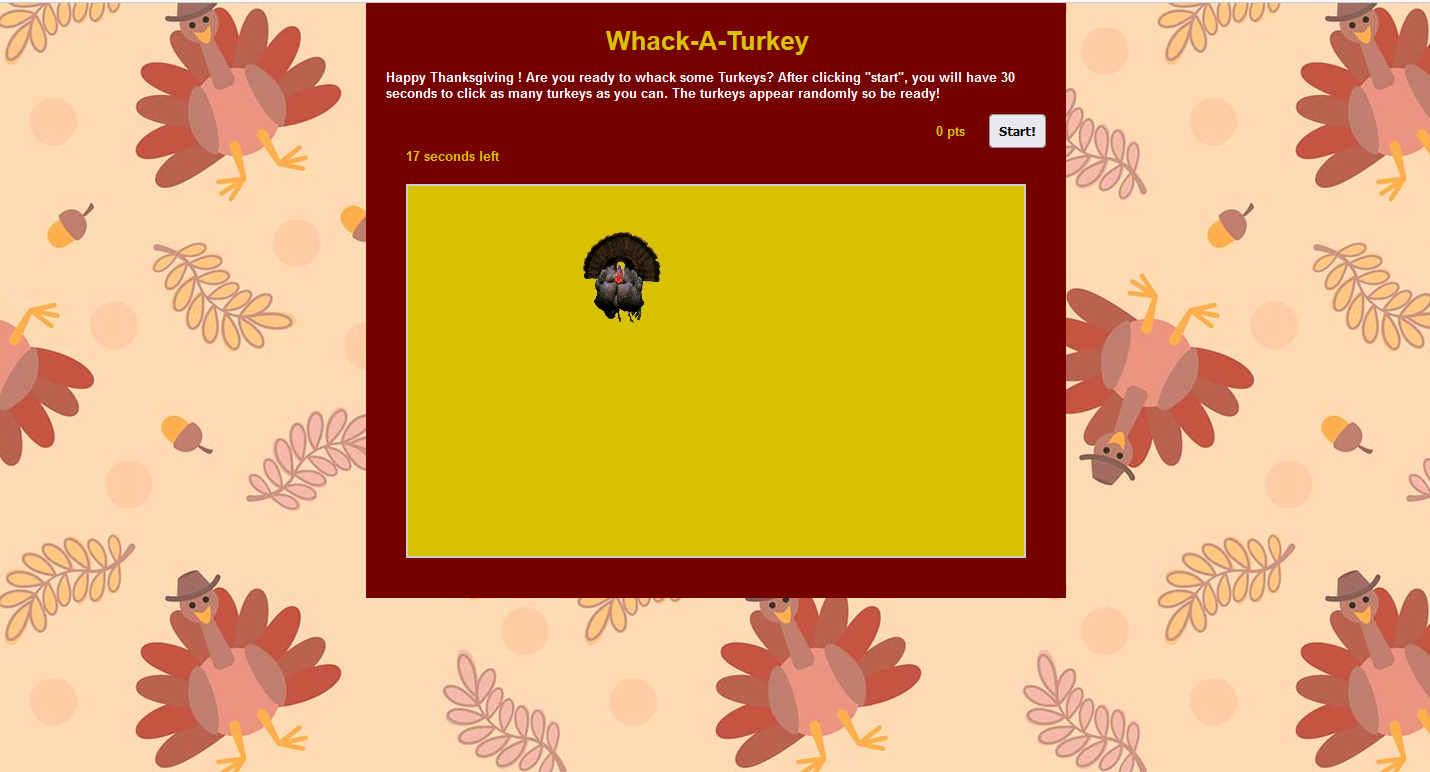 Whack-A-Turkey
Happy Thanksgiving ! Are you ready to whack some Turkeys? After clicking "start", you will have 30
seconds to click as many turkeys as you can. The turkeys appear randomly so be ready!
0 pts
Start!
17 seconds left